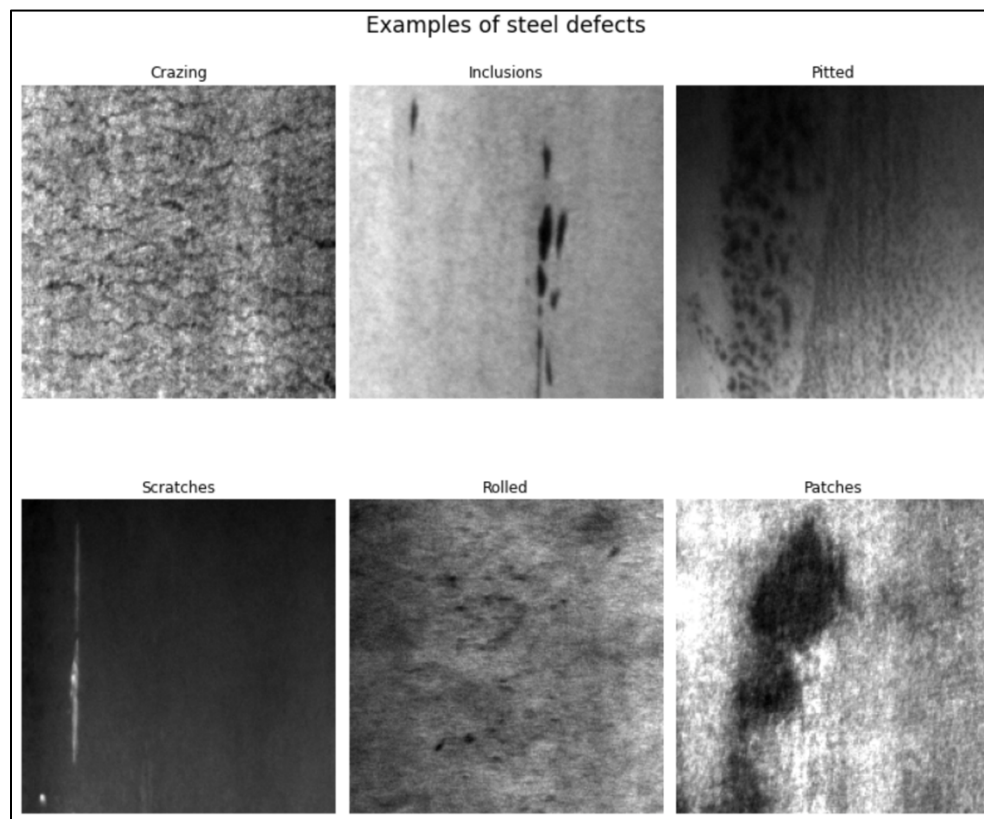 Examples of steel defects
Crazing
Inclusions
Pitted
Scratches
Rolled
Patches